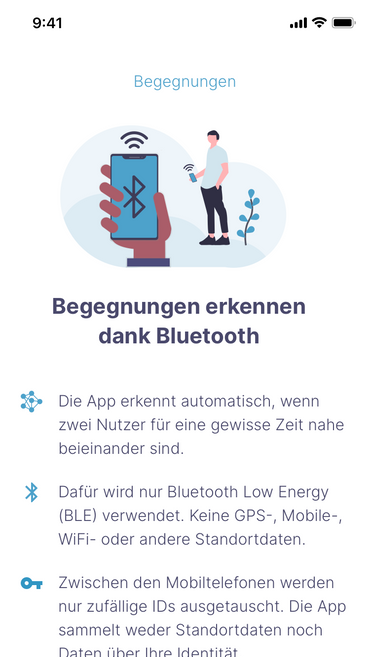 9:41
Begegnungen
Begegnungen erkennen
dank Bluetooth
Die App erkennt automatisch, wenn
zwei Nutzer für eine gewisse Zeit nahe
beieinander sind.
Dafür wird nur Bluetooth Low Energy
(BLE) verwendet. Keine GPS-, Mobile-,
WiFi- oder andere Standortdaten.
Zwischen den Mobiltelefonen werden
nur zufällige IDs ausgetauscht. Die App
sammelt weder Standortdaten noch
Daten über Ihre Identität